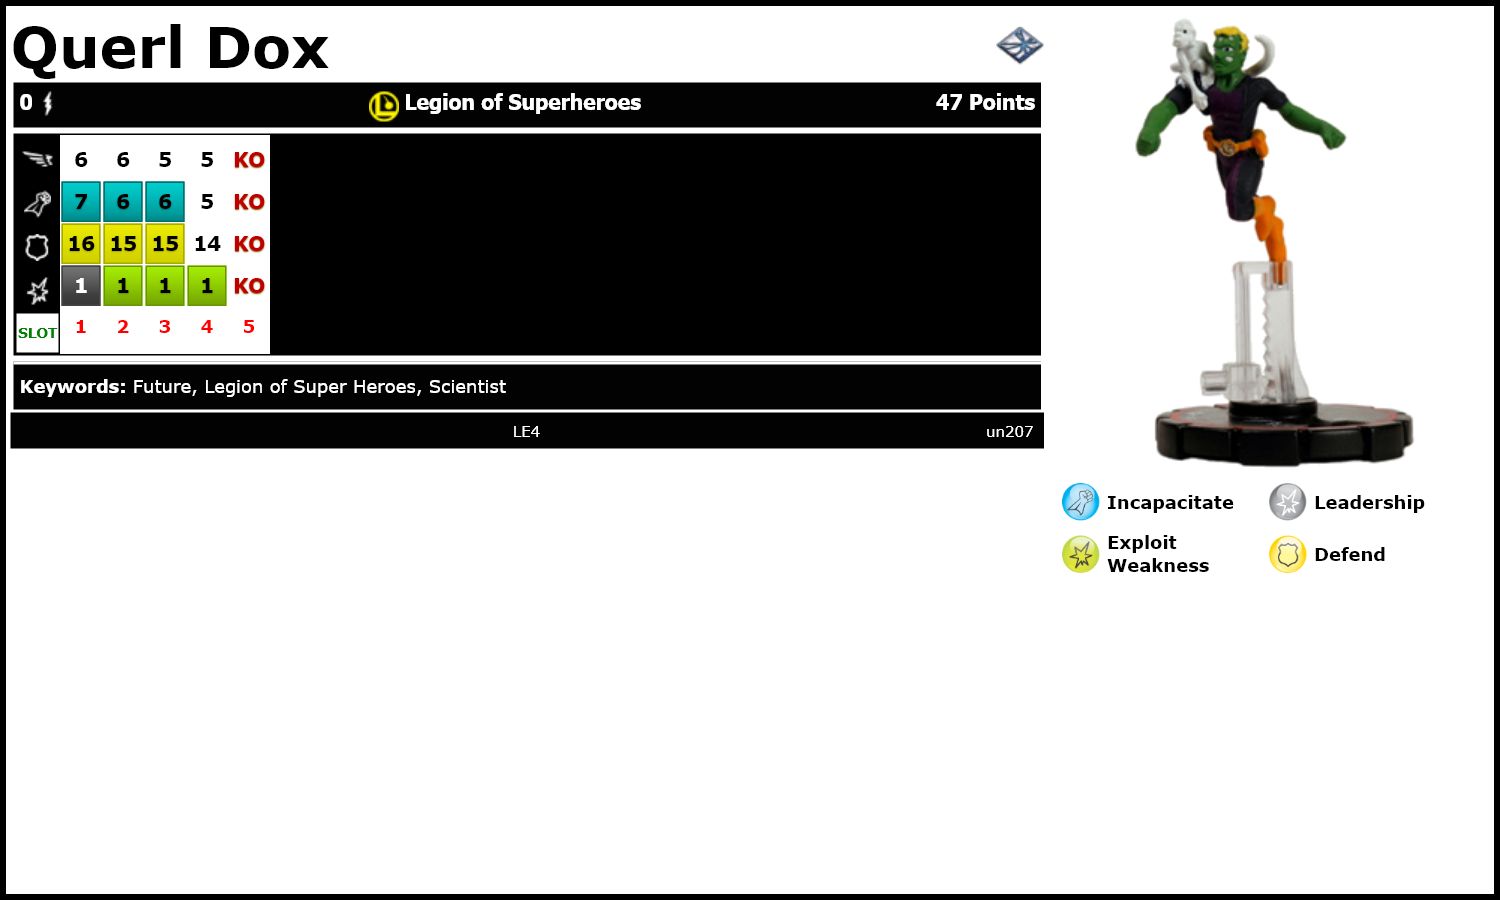 Querl Dox
0 Legion of Superheroes 47 Points
6 6 5 5 KO
7 6 6 5 KO
16 15 15 14 KO
1 1 1 1 KO
SLOT 1 2 3 4 5
Keywords: Future, Legion of Super Heroes, Scientist
LE4 un207
Incapacitate Leadership
Exploit
Weakness
Defend